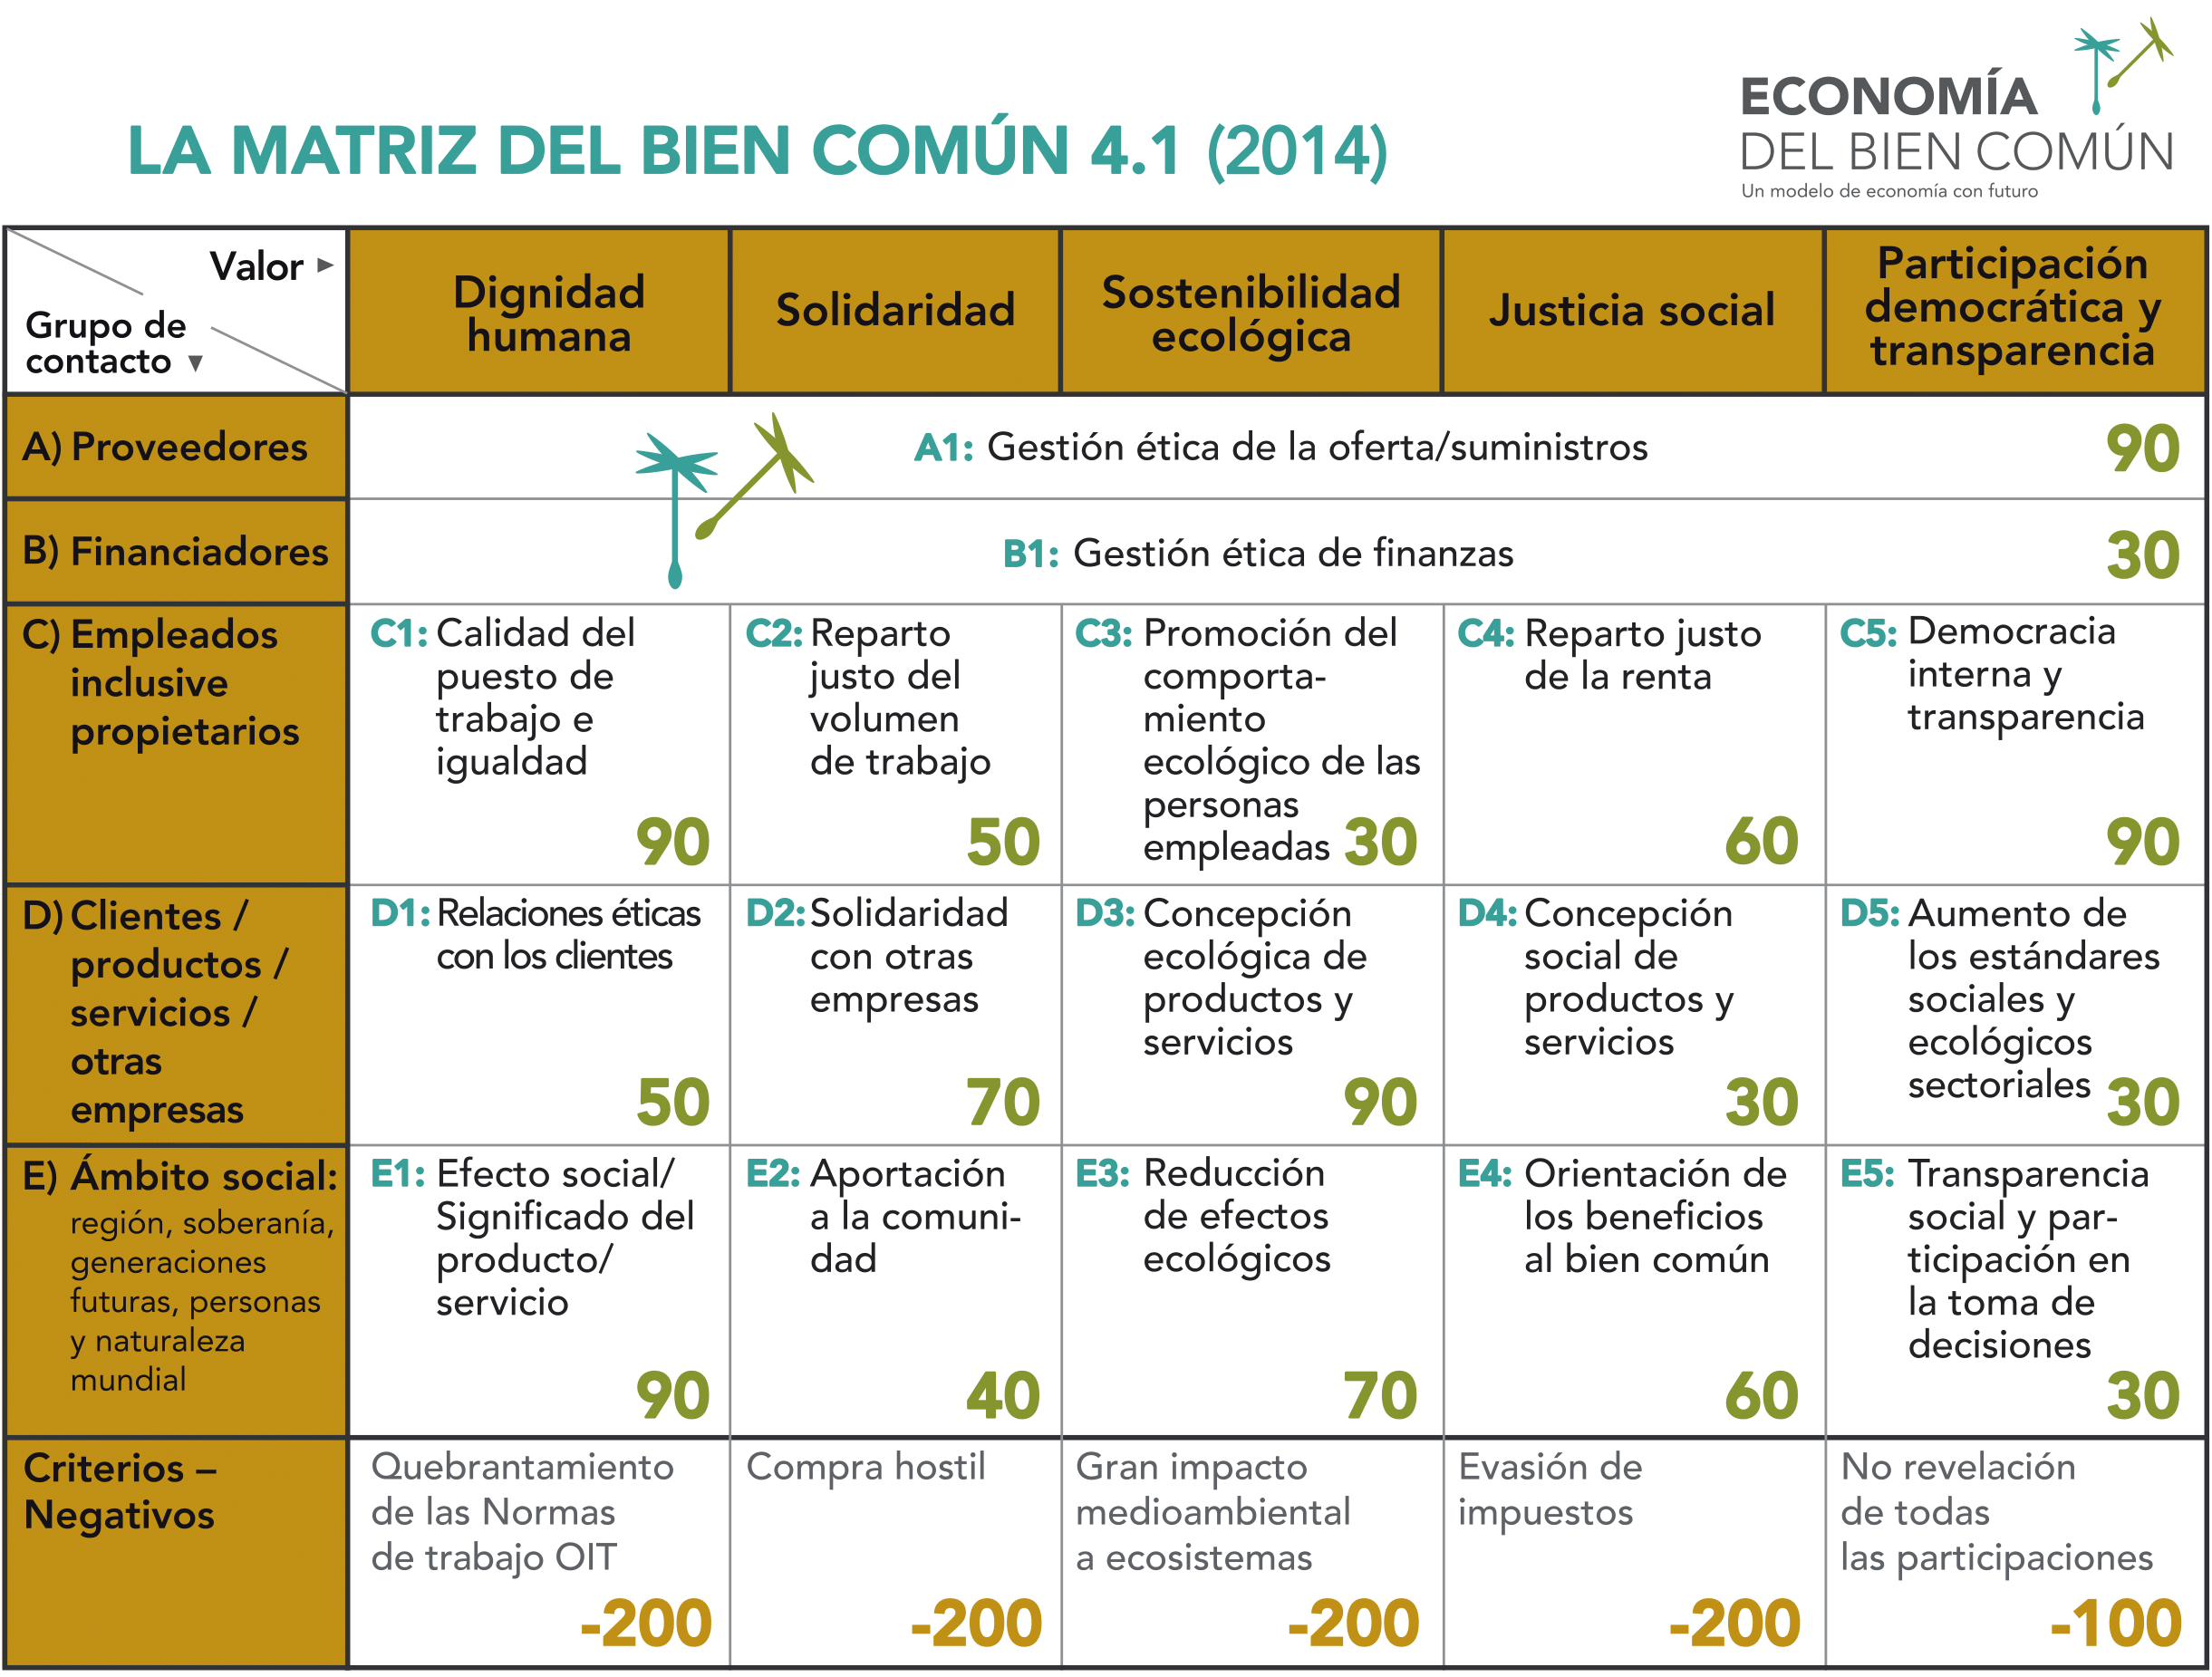 LA MATRIZ DEL BIEN COMÚN 4.1 (2014)
ECONOMÍA
DEL BIEN COMÚN
Un modelo de economía con futuro
Valor ▶
Grupo de
contacto ▼
Dignidad
humana
Solidaridad
Sostenibilidad
ecológica
Justicia social
Participación
democrática y
transparencia
A) Proveedores
A1: Gestión ética de la oferta/suministros
90
B) Financiadores
B1: Gestión ética de finanzas
30
C) Empleados
inclusive
propietarios
C1: Calidad del
puesto de
trabajo e
igualdad
90
C2: Reparto
justo del
volumen
de trabajo
50
C3: Promoción del
comporta-
miento
ecológico de las
personas
empleadas 30
C4: Reparto justo
de la renta
60
C5: Democracia
interna y
transparencia
90
D) Clientes /
productos /
servicios /
otras
empresas
D1: Relaciones éticas
con los clientes
50
D2: Solidaridad
con otras
empresas
70
D3: Concepción
ecológica de
productos y
servicios
90
D4: Concepción
social de
productos y
servicios
30
D5: Aumento de
los estándares
sociales y
ecológicos
sectoriales 30
E) Ámbito social:
región, soberanía,
generaciones
futuras, personas
y naturaleza
mundial
E1: Efecto social/
Significado del
producto/
servicio
90
E2: Aportación
a la comuni-
dad
40
E3: Reducción
de efectos
ecológicos
70
E4: Orientación de
los beneficios
al bien común
60
E5: Transparencia
social y par-
ticipación en
la toma de
decisiones
30
Criterios –
Negativos
Quebrantamiento
de las Normas
de trabajo OIT
-200
Compra hostil
-200
Gran impacto
medioambiental
a ecosistemas
-200
Evasión de
impuestos
-200
No revelación
de todas
las participaciones
-100